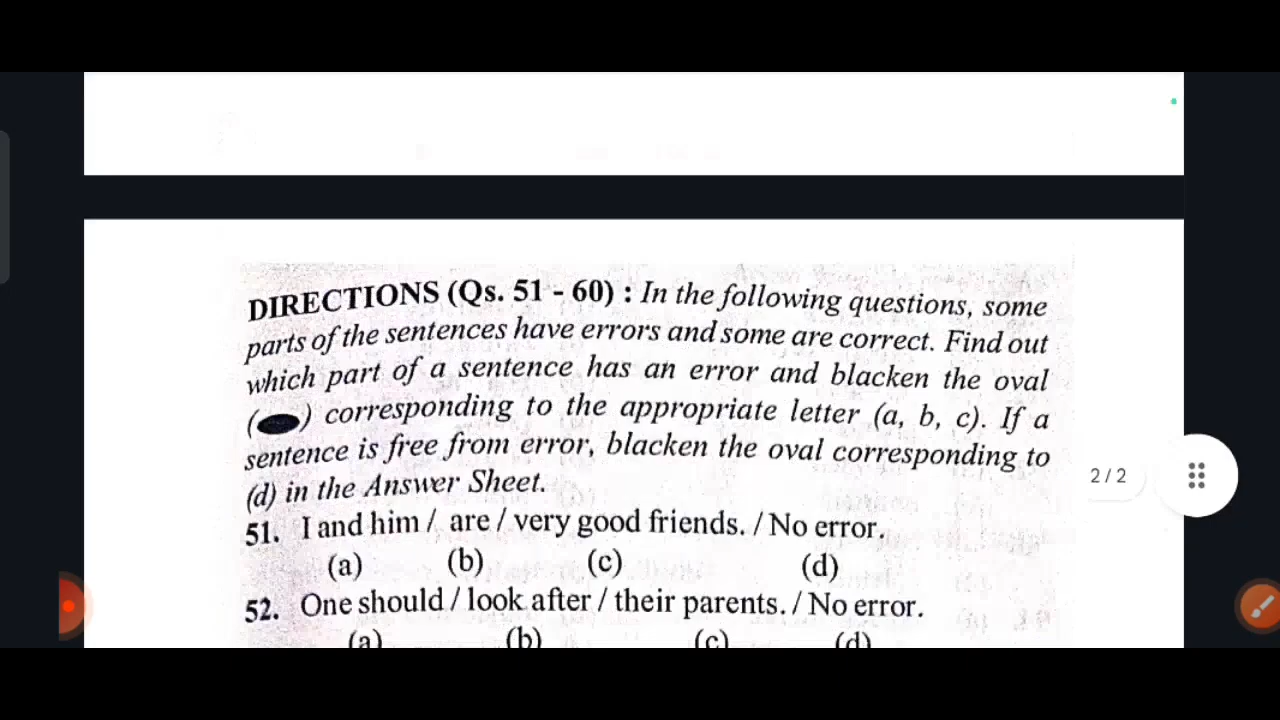 DIRECTIONS (Qs. 51 - 60) : In the following questions, some
parts of the sentences have errors and some are correct. Find out
which part of a sentence has an error and blacken the oval
( ) corresponding to the appropriate letter (a, b, c). If a
sentence is free from error, blacken the oval corresponding to
(d) in the Answer Sheet.
2 / 2
51. I and him / are / very good friends. / No error.
(a) (b) (c) (d)
52. One should / look after / their parents. / No error.
(a) (b) (c) (d)